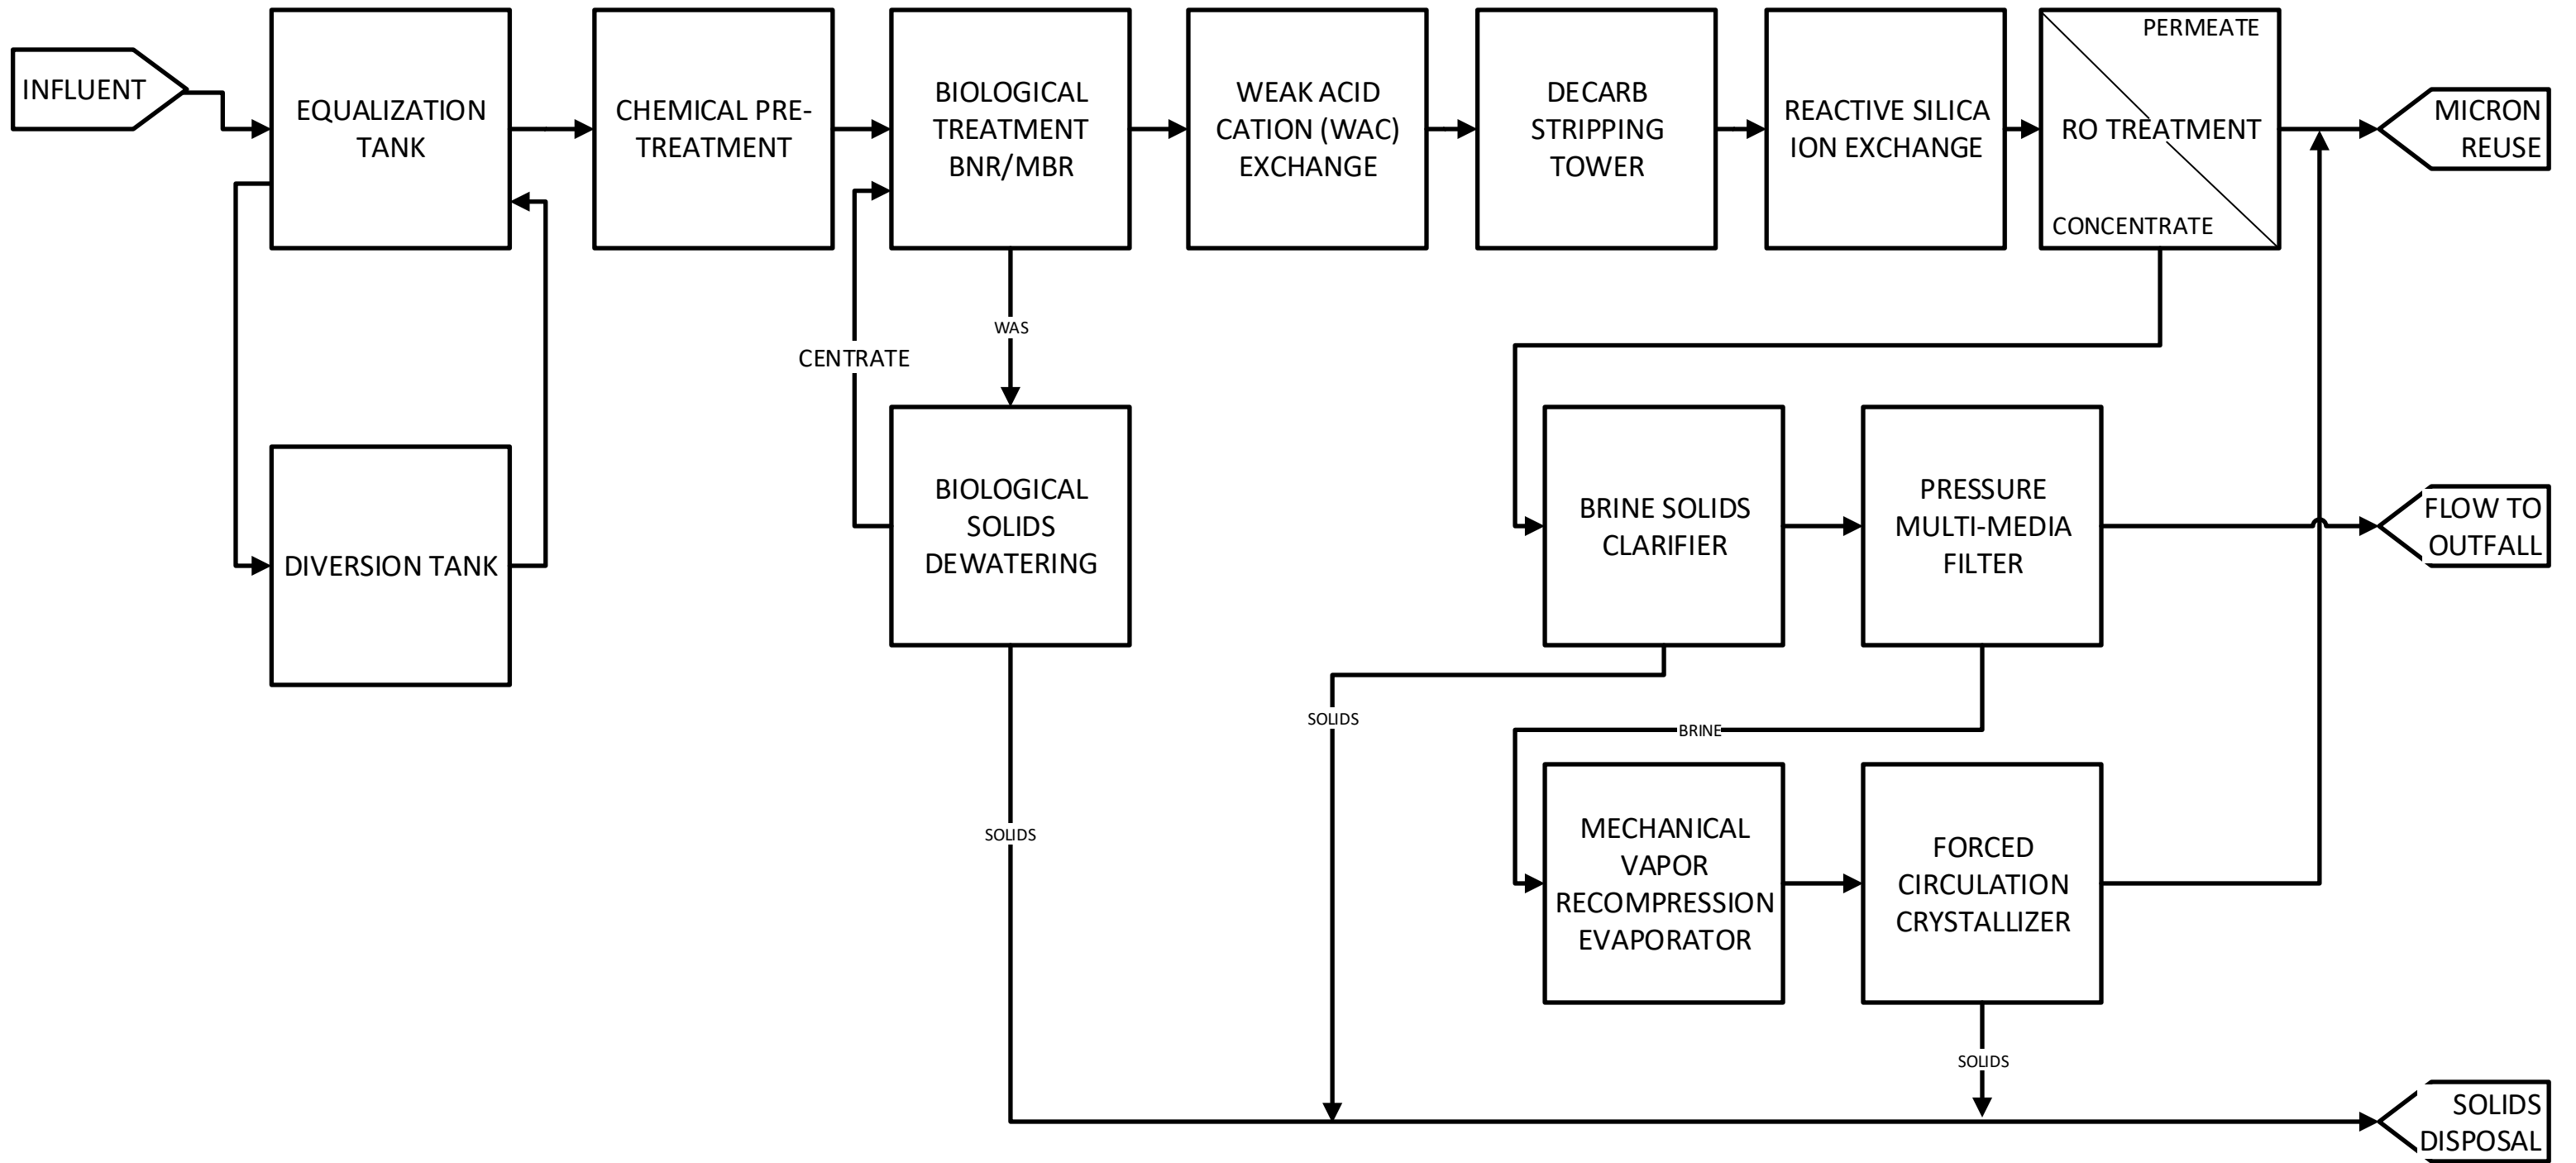 INFLUENT
EQUALIZATION
TANK
CHEMICAL PRE-
TREATMENT
BIOLOGICAL
TREATMENT
BNR/MBR
WEAK ACID
CATION (WAC)
EXCHANGE
DECARB
STRIPPING
TOWER
REACTIVE SILICA
ION EXCHANGE
PERMEATE
RO TREATMENT
CONCENTRATE
MICRON
REUSE
WAS
CENTRATE
DIVERSION TANK
BIOLOGICAL
SOLIDS
DEWATERING
BRINE SOLIDS
CLARIFIER
PRESSURE
MULTI-MEDIA
FILTER
FLOW TO
OUTFALL
SOLIDS
BRINE
SOLIDS
MECHANICAL
VAPOR
RECOMPRESSION
EVAPORATOR
FORCED
CIRCULATION
CRYSTALLIZER
SOLIDS
SOLIDS
DISPOSAL